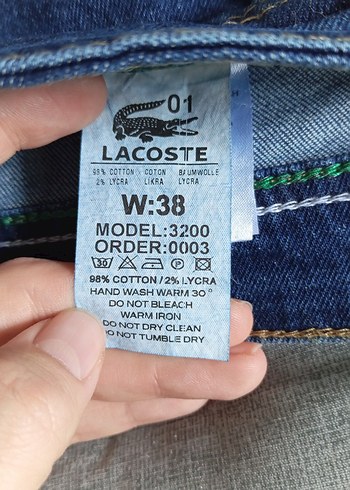 01
LACOSTE
98% COTTON COTON BAUMWOLLE
2% LYCRA LIKRA LYCRA
W:38
MODEL:3200
ORDER:0003
30 P
98% COTTON / 2% LYCRA
HAND WASH WARM 30°
DO NOT BLEACH
WARM IRON
DO NOT DRY CLEAN
DO NOT TUMBLE DRY